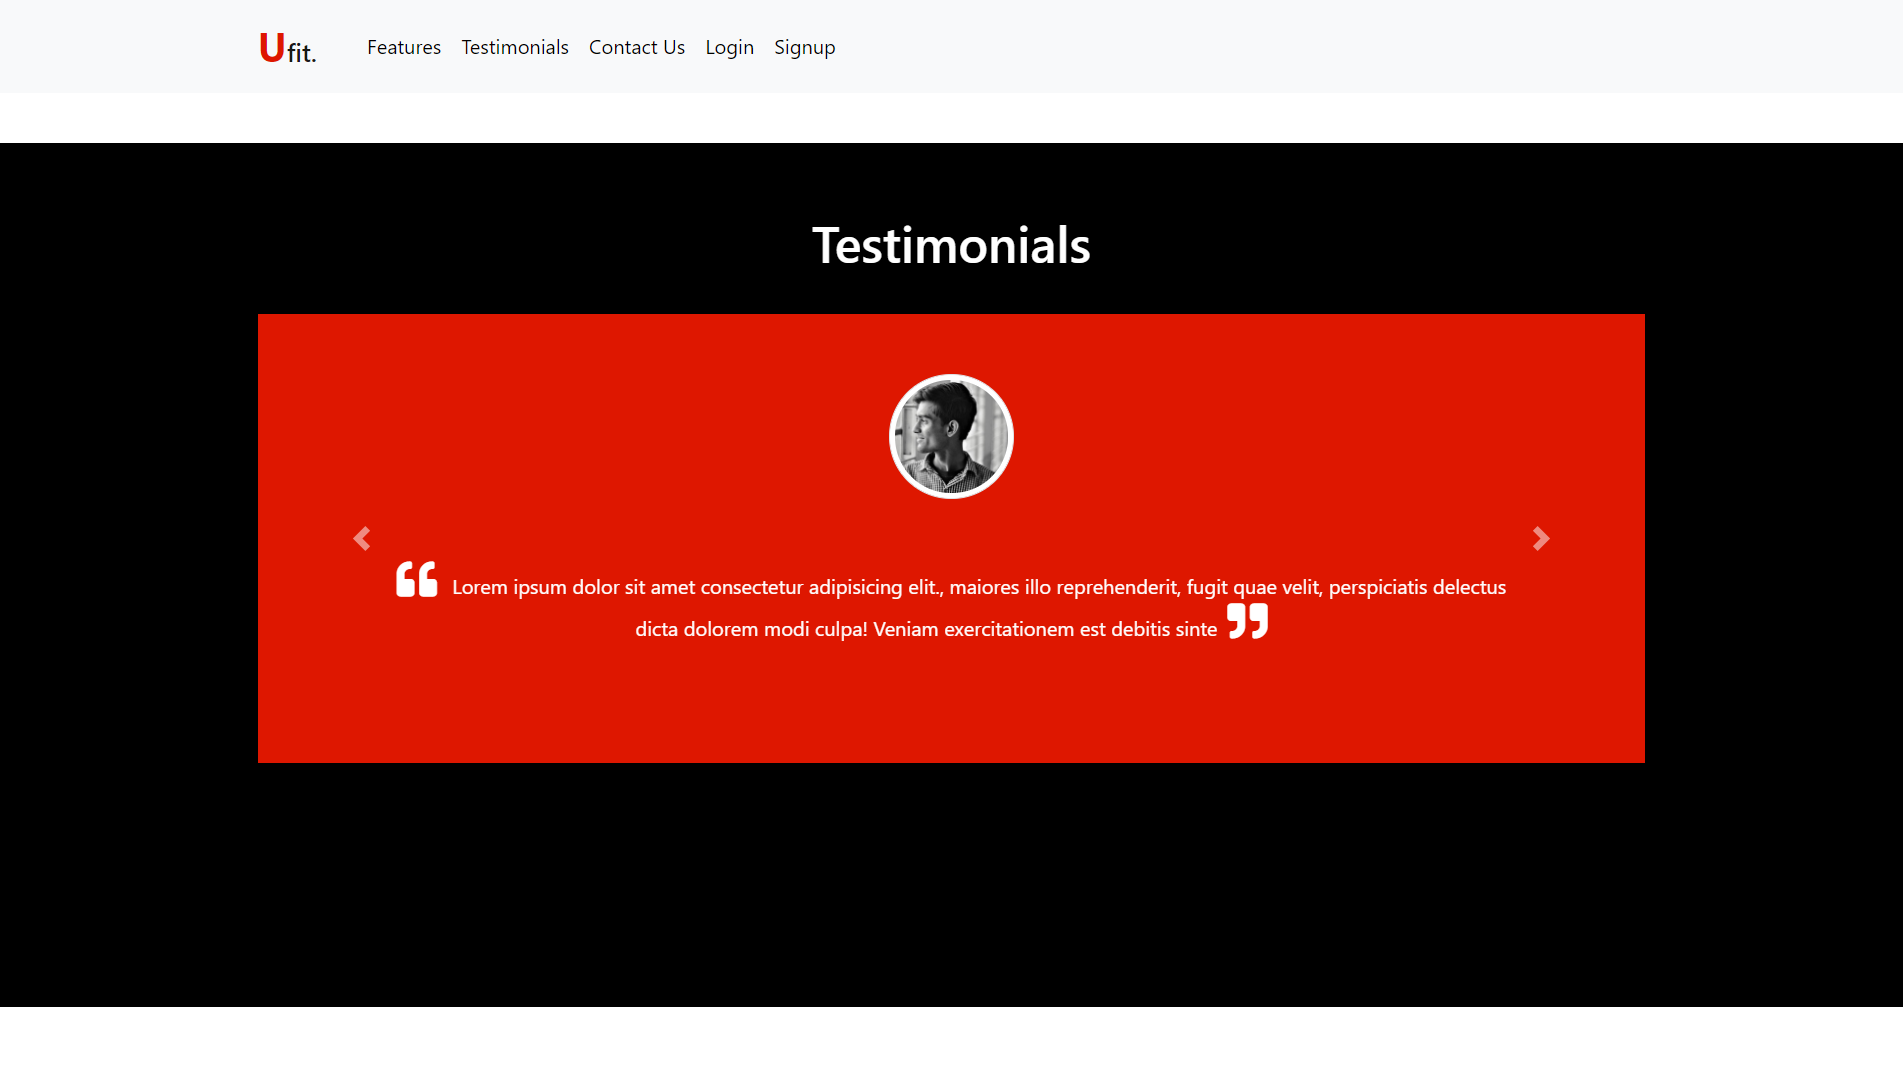 Ufit. Features Testimonials Contact Us Login Signup
Testimonials
“ Lorem ipsum dolor sit amet consectetur adipisicing elit., maiores illo reprehenderit, fugit quae velit, perspiciatis delectus
dicta dolorem modi culpa! Veniam exercitationem est debitis sinte ”